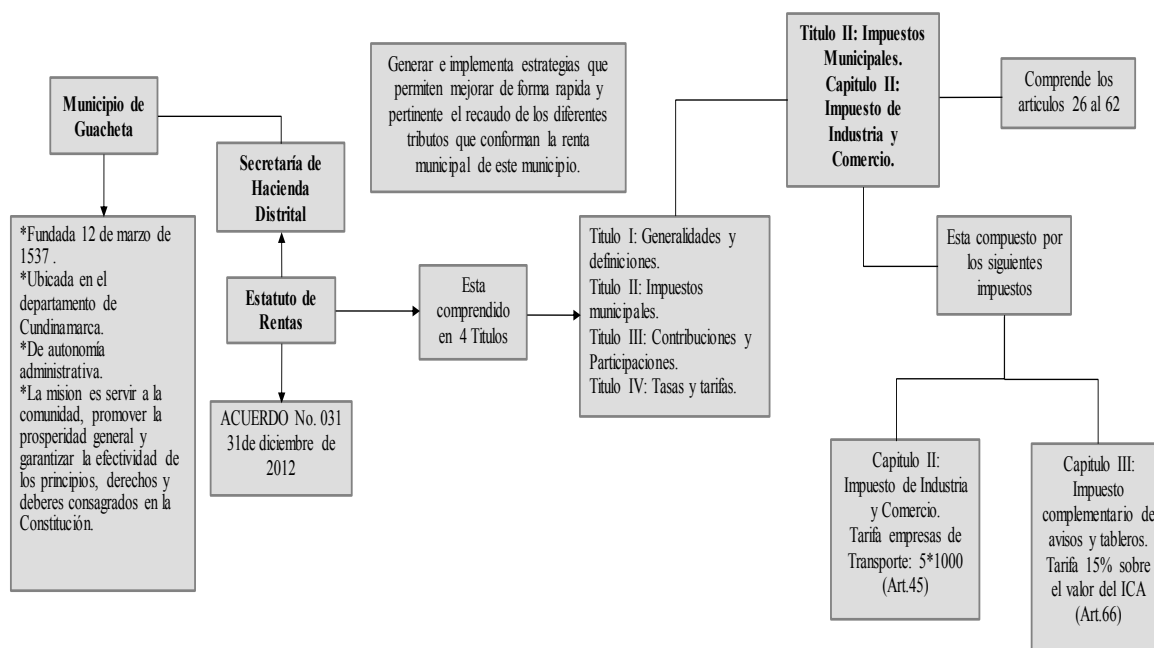 Municipio de
Guacheta
*Fundada 12 de marzo de
1537 .
*Ubicada en el
departamento de
Cundinamarca.
*De autonomía
administrativa.
*La mision es servir a la
comunidad, promover la
prosperidad general y
garantizar la efectividad de
los principios, derechos y
deberes consagrados en la
Constitución.
Secretaría de
Hacienda
Distrital
Estatuto de
Rentas
ACUERDO No. 031
31de diciembre de
2012
Generar e implementa estrategias que
permiten mejorar de forma rapida y
pertinente el recaudo de los diferentes
tributos que conforman la renta
municipal de este municipio.
Esta
comprendido
en 4 Titulos
Titulo I: Generalidades y
definiciones.
Titulo II: Impuestos
municipales.
Titulo III: Contribuciones y
Participaciones.
Titulo IV: Tasas y tarifas.
Titulo II: Impuestos
Municipales.
Capitulo II:
Impuesto de
Industria y
Comercio.
Comprende los
articulos 26 al 62
Esta compuesto por
los siguientes
impuestos
Capitulo II:
Impuesto de Industria
y Comercio.
Tarifa empresas de
Transporte: 5*1000
(Art.45)
Capitulo III:
Impuesto
complementario de
avisos y tableros.
Tarifa 15% sobre
el valor del ICA
(Art.66)